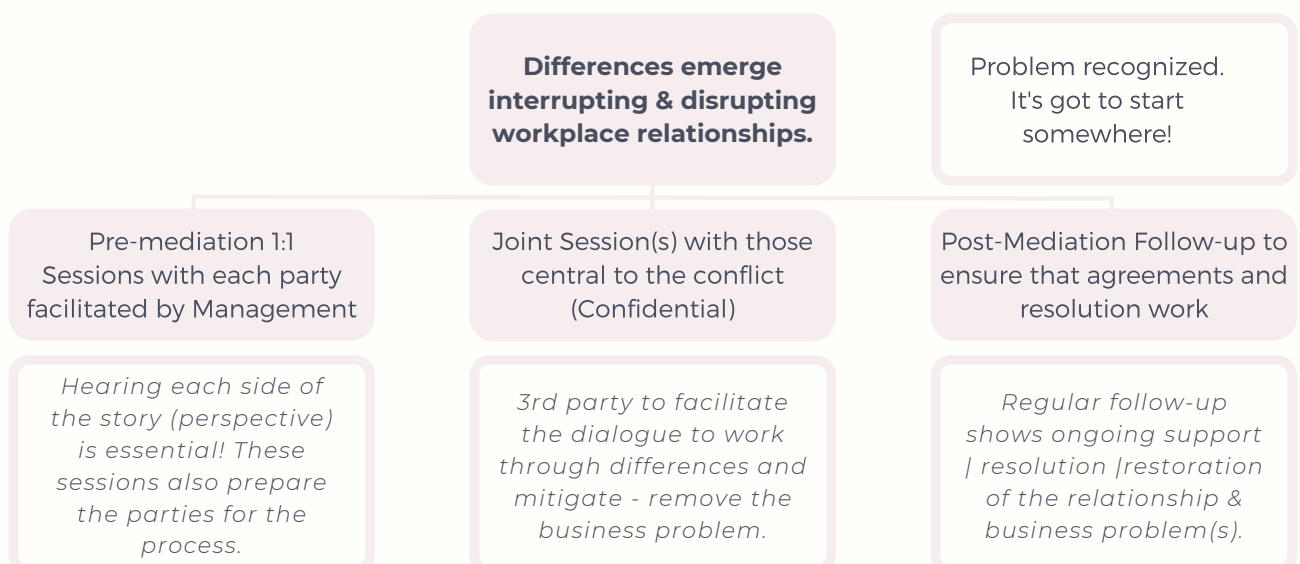 Differences emerge
interrupting & disrupting
workplace relationships.
Problem recognized.
It's got to start
somewhere!
Pre-mediation 1:1
Sessions with each party
facilitated by Management
Joint Session(s) with those
central to the conflict
(Confidential)
Post-Mediation Follow-up to
ensure that agreements and
resolution work
Hearing each side of
the story (perspective)
is essential! These
sessions also prepare
the parties for the
process.
3rd party to facilitate
the dialogue to work
through differences and
mitigate - remove the
business problem.
Regular follow-up
shows ongoing support
| resolution |restoration
of the relationship &
business problem(s).